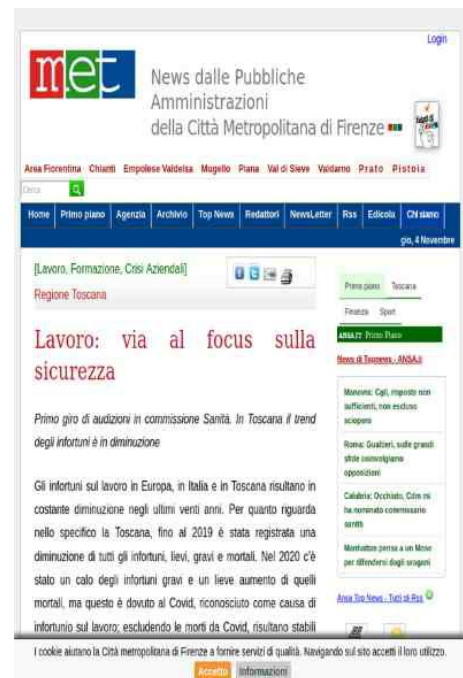 Login
met
News dalle Pubbliche
Amministrazioni
della Città Metropolitana di Firenze
Area Fiorentina Chianti Empolese Valdelsa Mugello Piana Val di Sieve Valdarno Prato Pistoia
Cerca
Home Primo piano Agenzia Archivio Top News Redattori NewsLetter Rss Edicola Chi siamo
gio, 4 Novembre
[Lavoro, Formazione, Crisi Aziendali]
Regione Toscana
Lavoro: via al focus sulla
sicurezza
Primo giro di audizioni in commissione Sanità. In Toscana il trend
degli infortuni è in diminuzione
Gli infortuni sul lavoro in Europa, in Italia e in Toscana risultano in
costante diminuzione negli ultimi venti anni. Per quanto riguarda
nello specifico la Toscana, fino al 2019 è stata registrata una
diminuzione di tutti gli infortuni, lievi, gravi e mortali. Nel 2020 c'è
stato un calo degli infortuni gravi e un lieve aumento di quelli
mortali, ma questo è dovuto al Covid, riconosciuto come causa di
infortunio sul lavoro; escludendo le morti da Covid, risultano stabili
Primo piano Toscana
Finanza Sport
ANSA.IT Primo Piano
News di Topnews - ANSA.it
Manovra: Cgil, risposte non
sufficienti, non escluso
sciopero
Roma: Gualtieri, sulle grandi
sfide coinvolgiamo
opposizioni
Calabria: Occhiuto, Cdm mi
ha nominato commissario
sanità
Manhattan pensa a un Mose
per difendersi dagli uragani
Ansa Top News - Tutti gli Rss
I cookie aiutano la Città metropolitana di Firenze a fornire servizi di qualità. Navigando sul sito accetti il loro utilizzo.
Accetto Informazioni